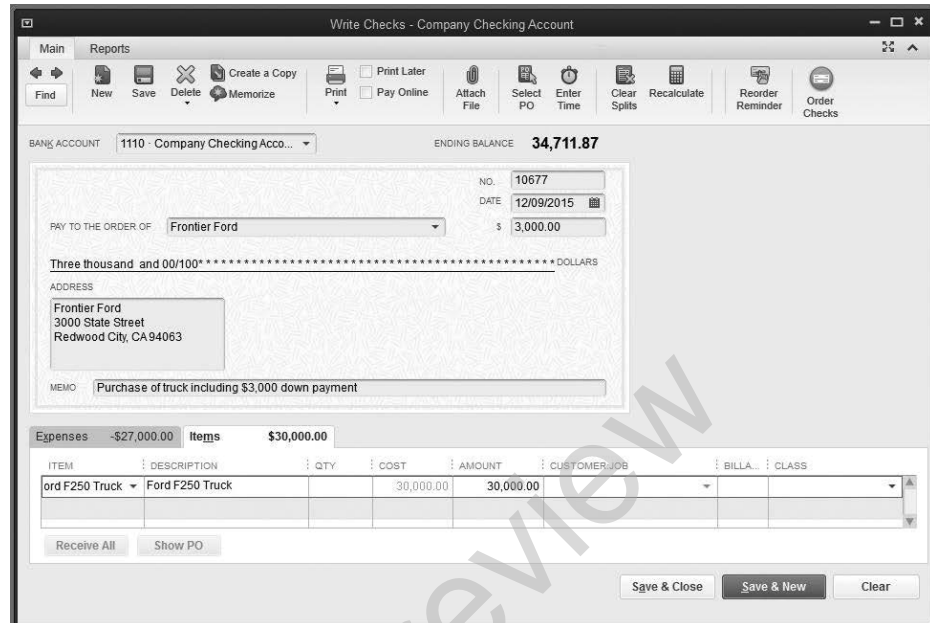 Write Checks - Company Checking Account
Main Reports
Find
New
Save
Delete
Create a Copy
Memorize
Print
Print Later
Pay Online
Attach
File
Select
PO
Enter
Time
Clear
Splits
Recalculate
Reorder
Reminder
Order
Checks
BANK ACCOUNT 1110 · Company Checking Acco... ENDING BALANCE 34,711.87
NO. 10677
DATE 12/09/2015
PAY TO THE ORDER OF Frontier Ford $ 3,000.00
Three thousand and 00/100* * * * * * * * * * * * * * * * * * * * * * * * * * * * * * * * * * * * * * * * * * * * * * * * * * * * * DOLLARS
ADDRESS
Frontier Ford
3000 State Street
Redwood City, CA 94063
MEMO Purchase of truck including $3,000 down payment
Expenses -$27,000.00 Items $30,000.00
ITEM DESCRIPTION QTY COST AMOUNT CUSTOMER:JOB BILLA... CLASS
ord F250 Truck Ford F250 Truck 30,000.00 30,000.00
Receive All Show PO
Save & Close Save & New Clear
review